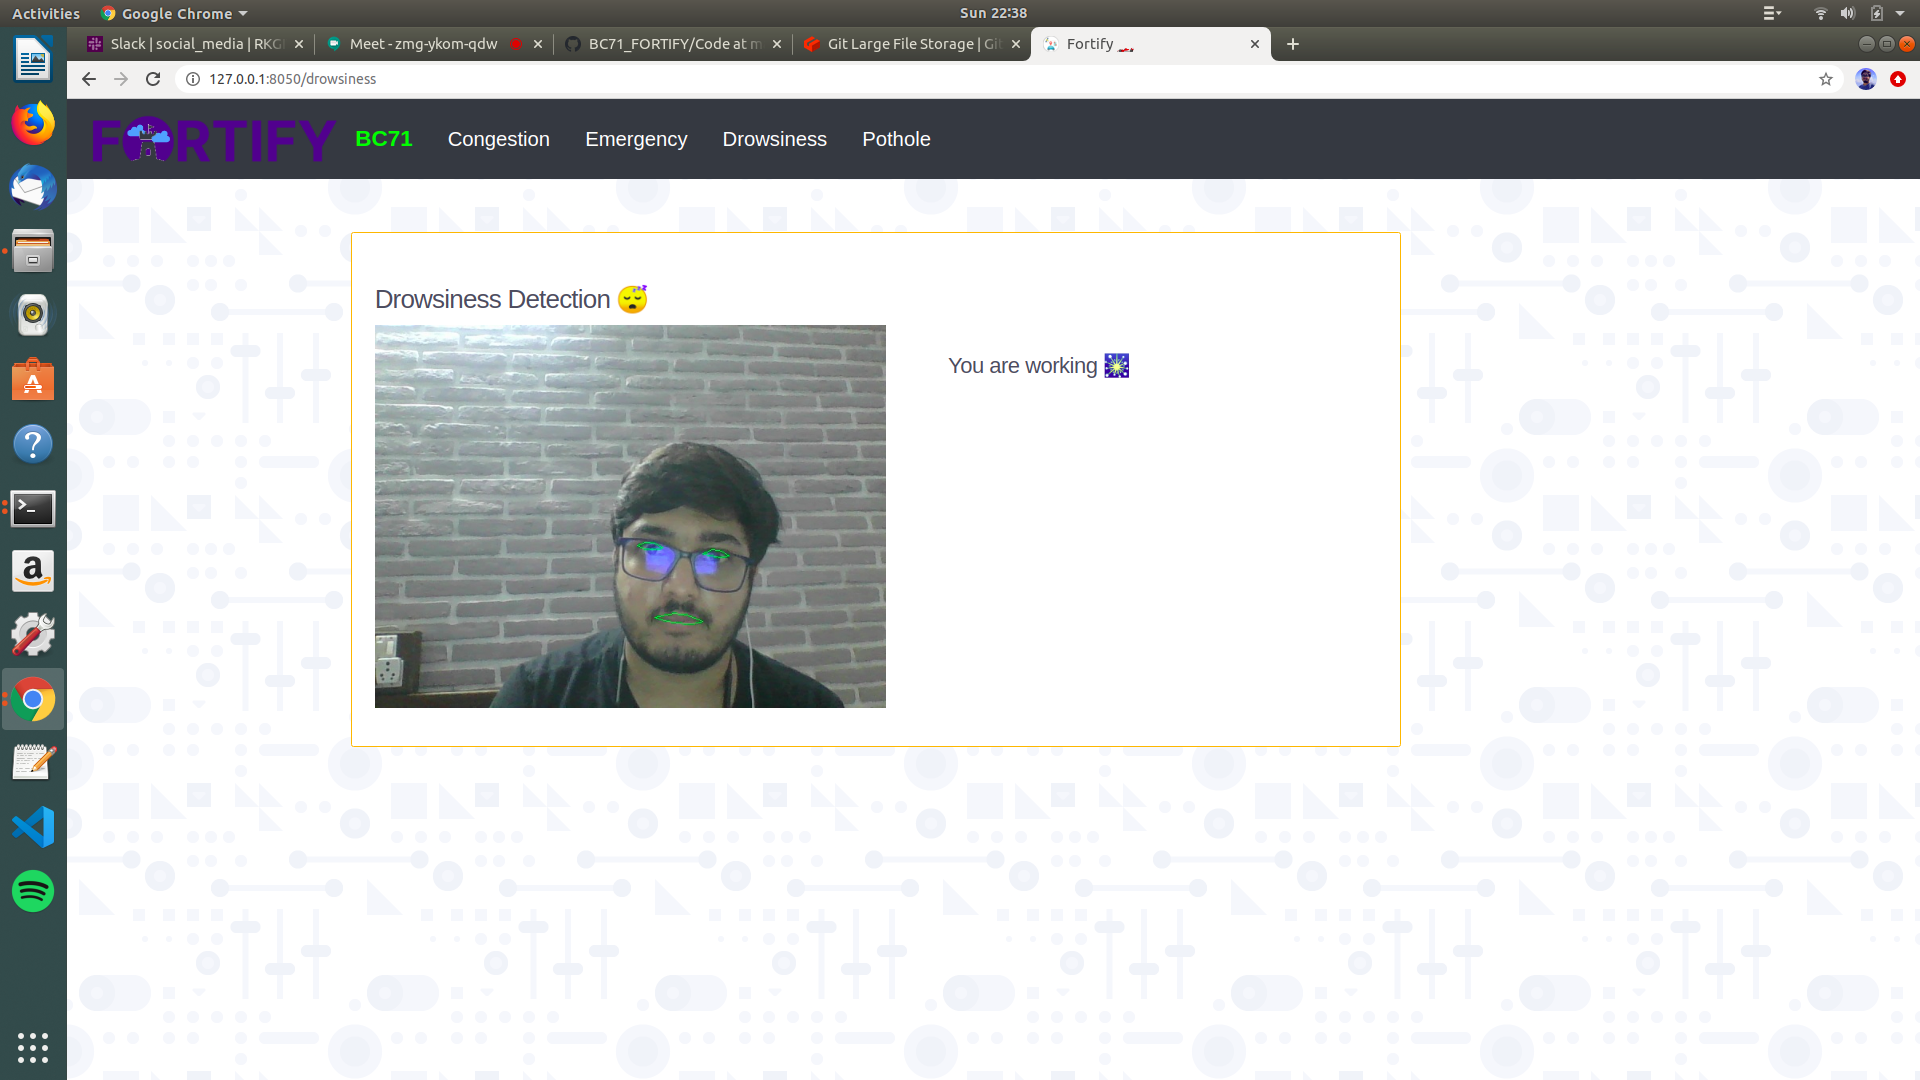 Activities Google Chrome Sun 22:38
Slack | social_media | RKG
Meet - zmg-ykom-qdw
BC71_FORTIFY/Code at m
Git Large File Storage | Git
Fortify
127.0.0.1:8050/drowsiness
FORTIFY BC71 Congestion Emergency Drowsiness Pothole
Drowsiness Detection 😴
You are working 🎇